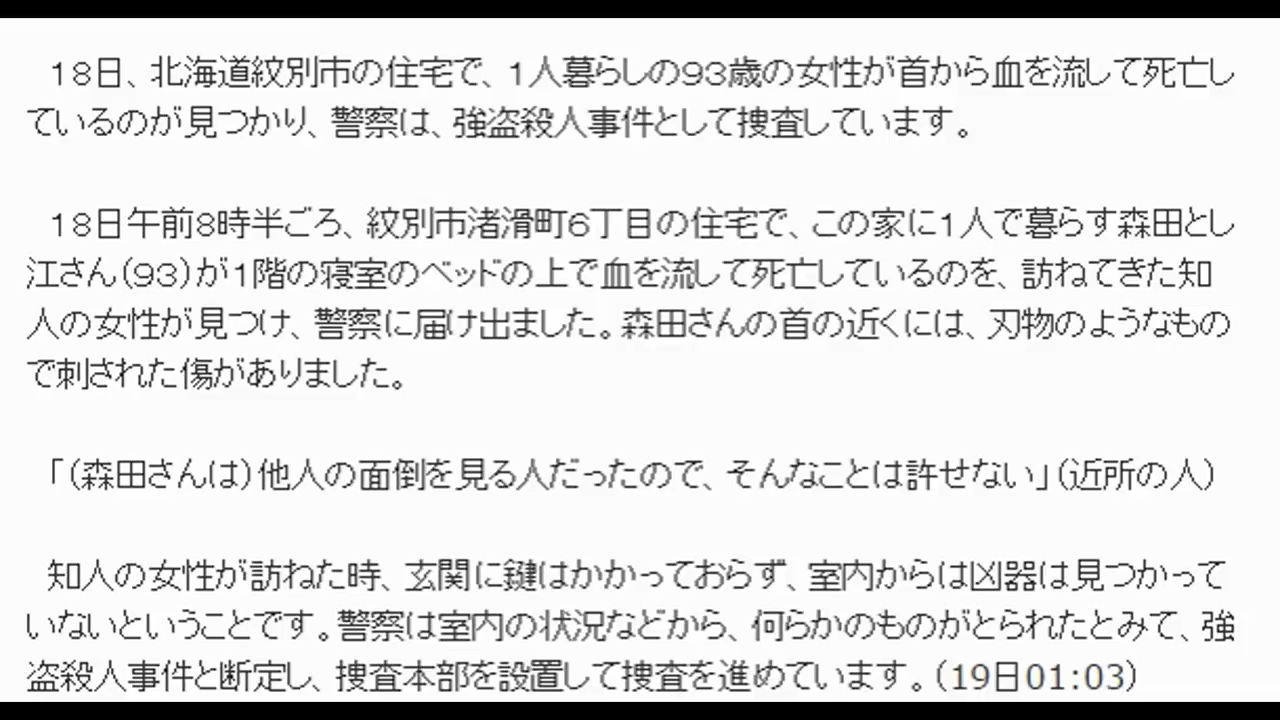 18日、北海道紋別市の住宅で、1人暮らしの93歳の女性が首から血を流して死亡し
ているのが見つかり、警察は、強盗殺人事件として捜査しています。
18日午前8時半ごろ、紋別市渚滑町6丁目の住宅で、この家に1人で暮らす森田とし
江さん(93)が1階の寝室のベッドの上で血を流して死亡しているのを、訪ねてきた知
人の女性が見つけ、警察に届け出ました。森田さんの首の近くには、刃物のようなもの
で刺された傷がありました。
「(森田さんは)他人の面倒を見る人だったので、そんなことは許せない」(近所の人)
知人の女性が訪ねた時、玄関に鍵はかかっておらず、室内からは凶器は見つかって
いないということです。警察は室内の状況などから、何らかのものがとられたとみて、強
盗殺人事件と断定し、捜査本部を設置して捜査を進めています。(19日01:03)